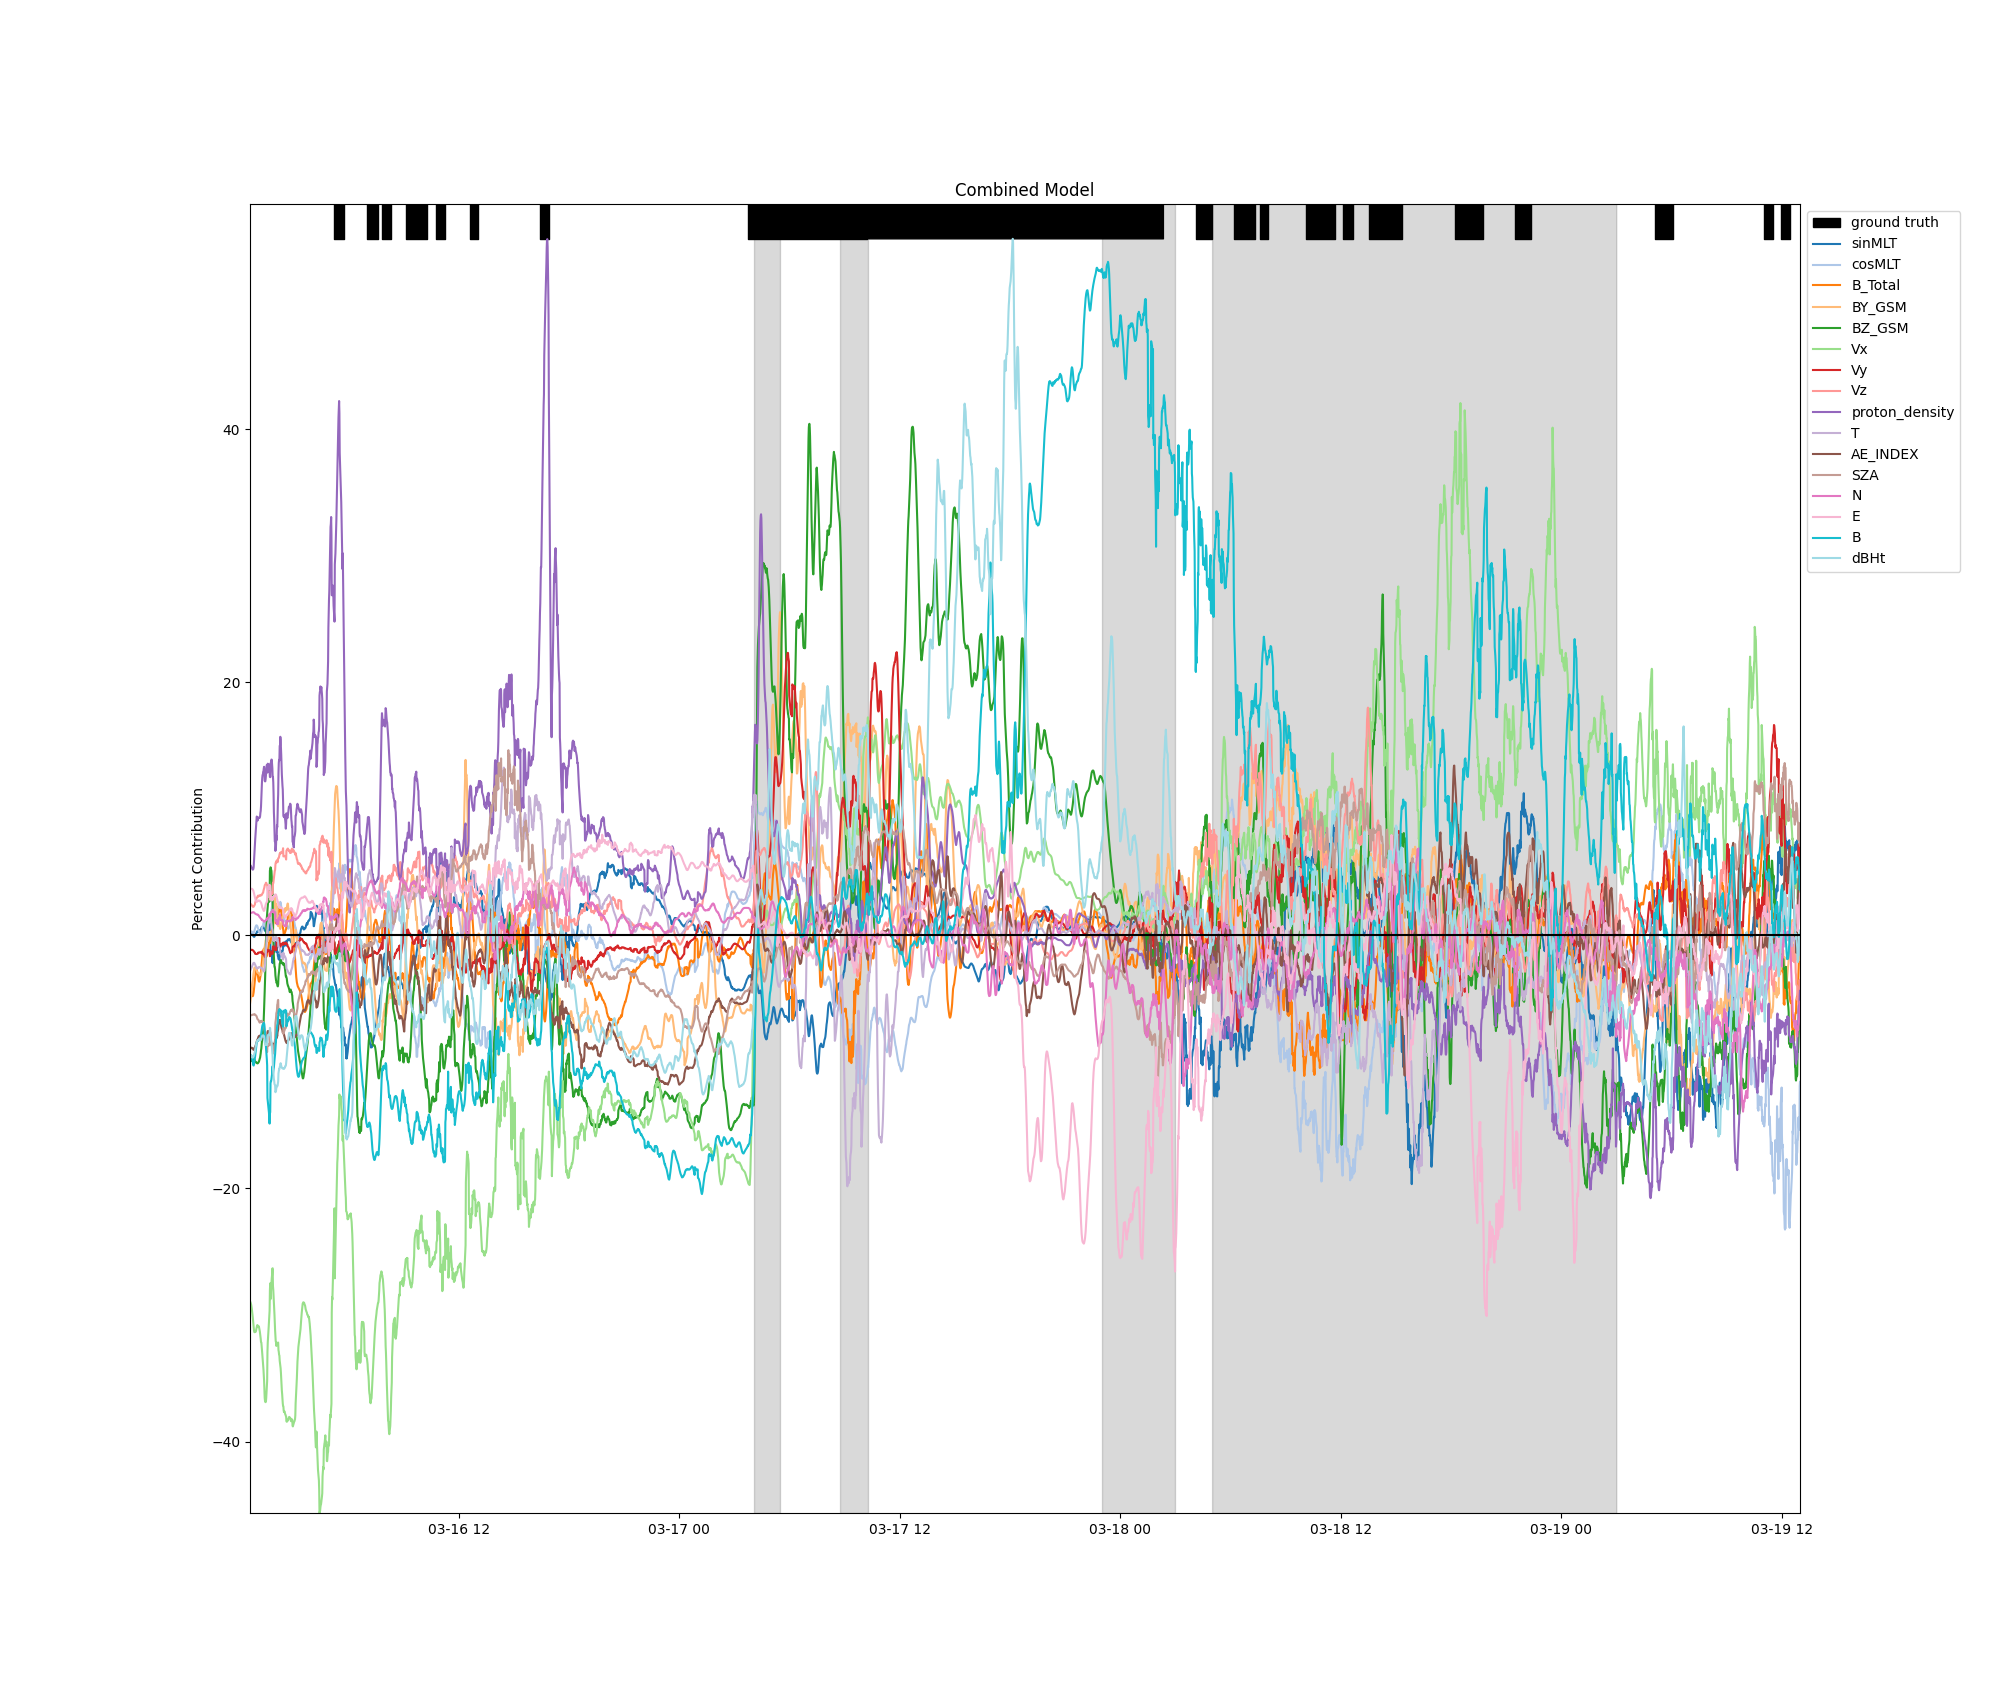 Combined Model
Percent Contribution
40
20
0
−20
−40
03-16 12
03-17 00
03-17 12
03-18 00
03-18 12
03-19 00
03-19 12
ground truth
sinMLT
cosMLT
B_Total
BY_GSM
BZ_GSM
Vx
Vy
Vz
proton_density
T
AE_INDEX
SZA
N
E
B
dBHt